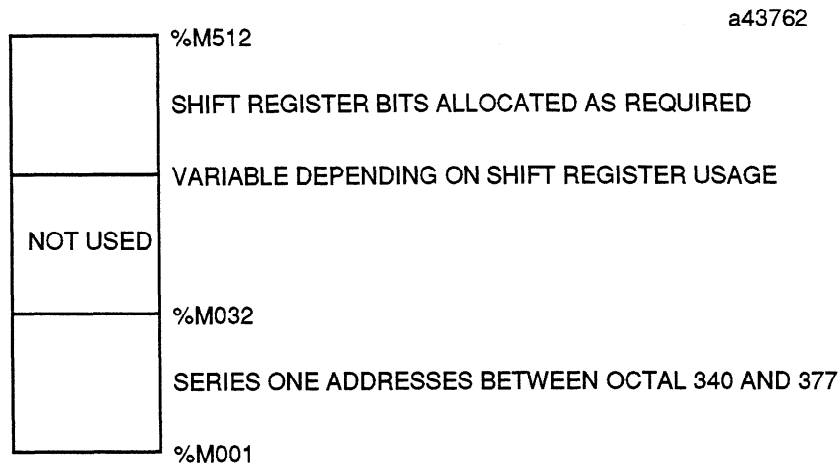 a43762
%M512
SHIFT REGISTER BITS ALLOCATED AS REQUIRED
VARIABLE DEPENDING ON SHIFT REGISTER USAGE
NOT USED
%M032
SERIES ONE ADDRESSES BETWEEN OCTAL 340 AND 377
%M001